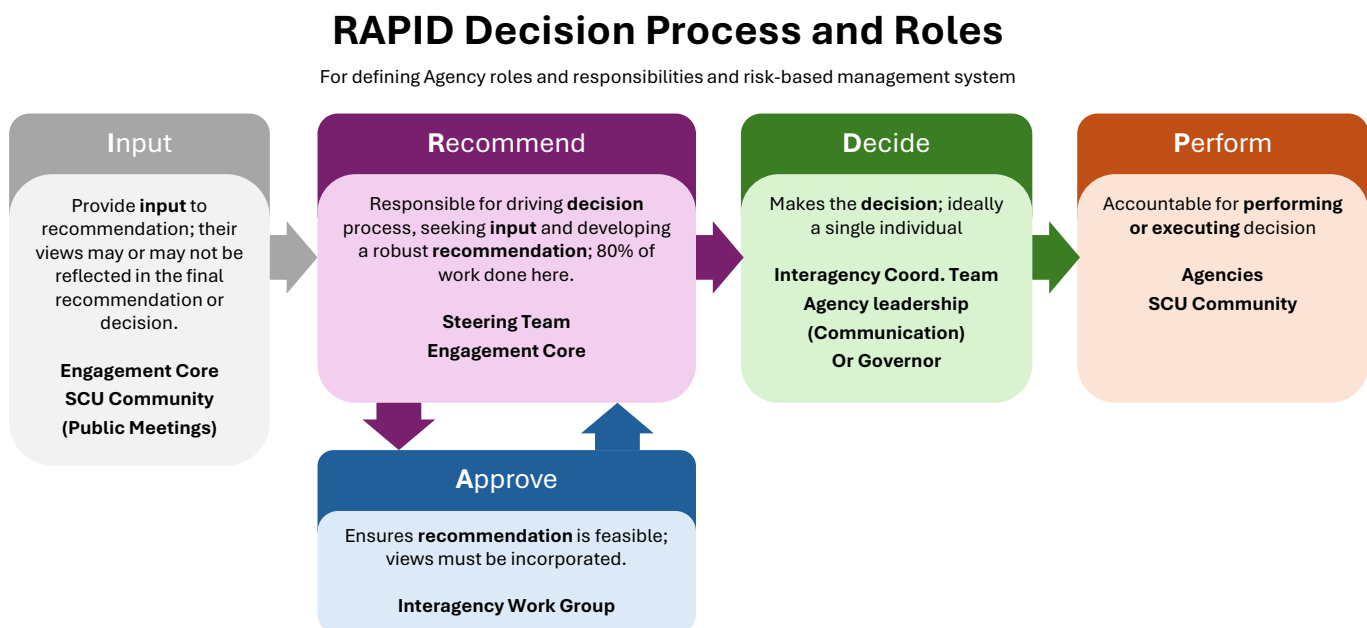 RAPID Decision Process and Roles
For defining Agency roles and responsibilities and risk-based management system
Input
Provide input to
recommendation; their
views may or may not be
reflected in the final
recommendation or
decision.
Engagement Core
SCU Community
(Public Meetings)
Recommend
Responsible for driving decision
process, seeking input and developing
a robust recommendation; 80% of
work done here.
Steering Team
Engagement Core
Approve
Ensures recommendation is feasible;
views must be incorporated.
Interagency Work Group
Decide
Makes the decision; ideally
a single individual
Interagency Coord. Team
Agency leadership
(Communication)
Or Governor
Perform
Accountable for performing
or executing decision
Agencies
SCU Community